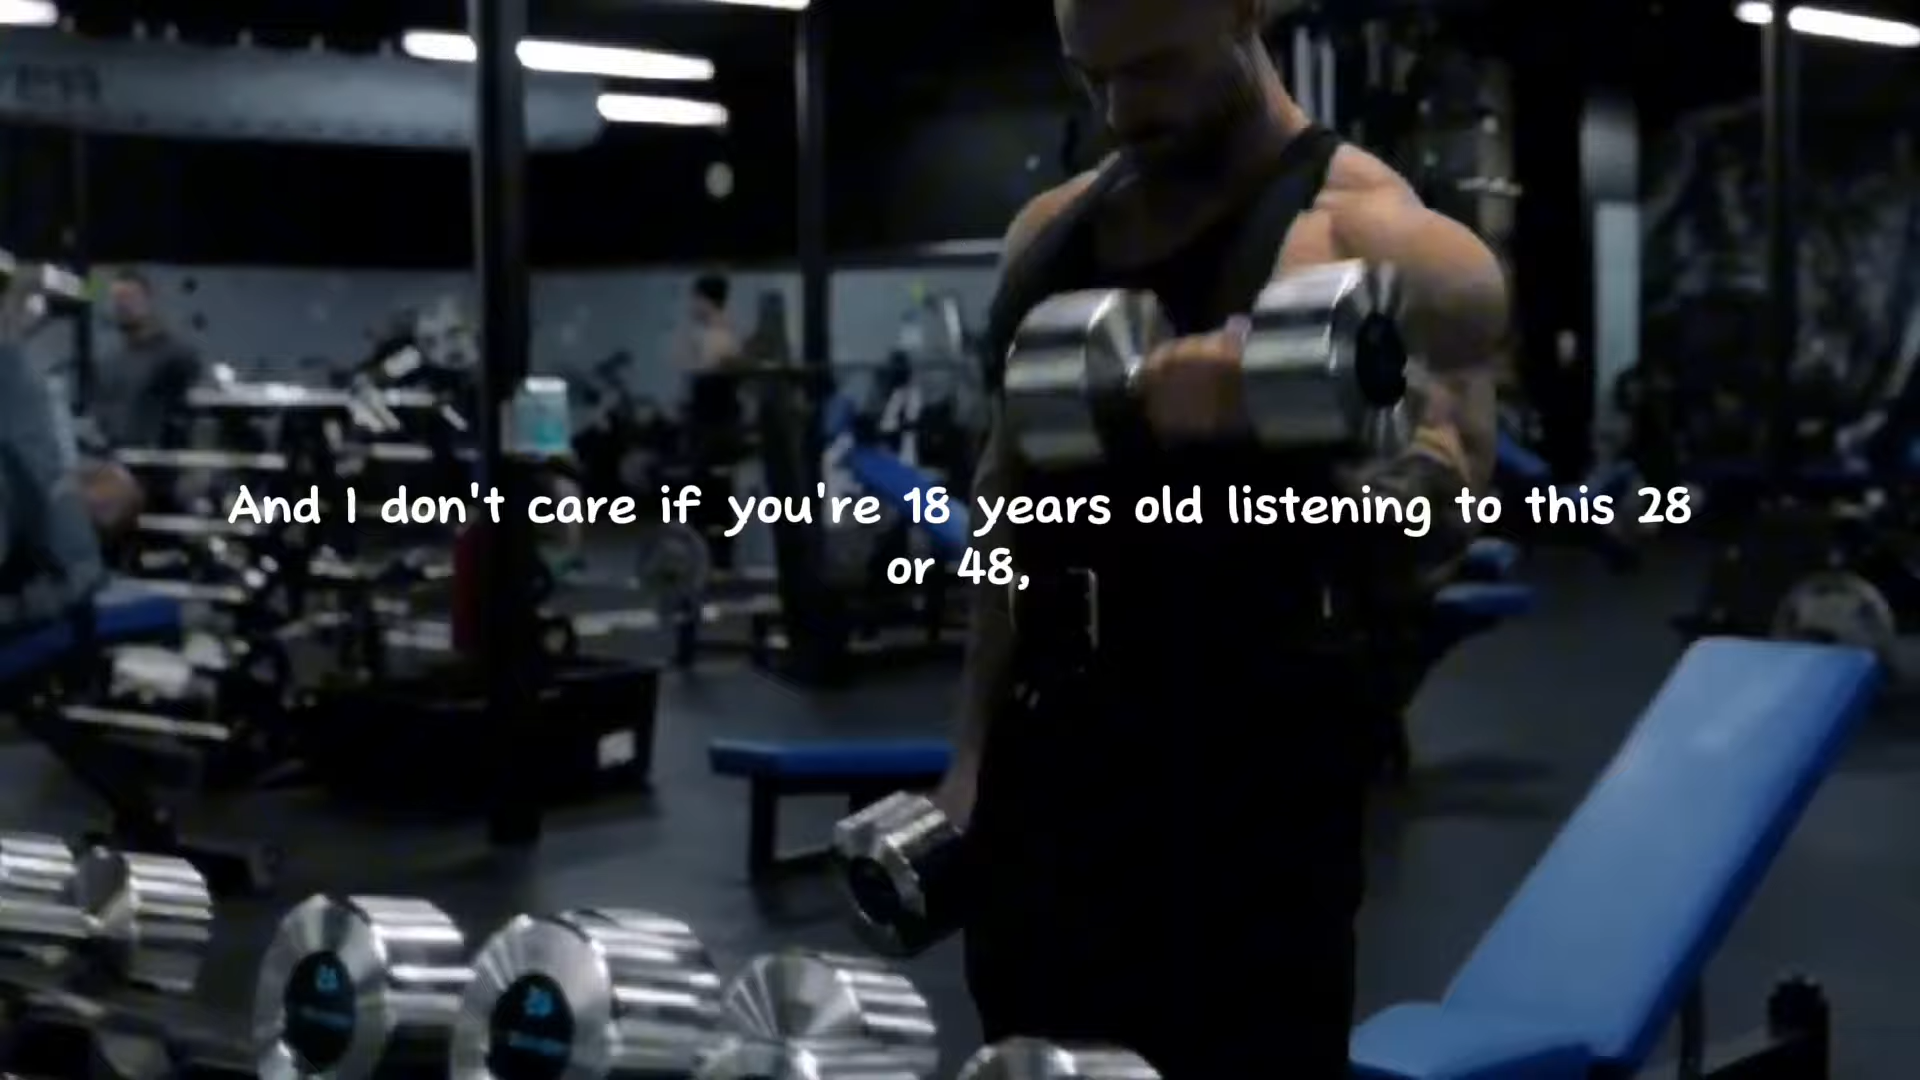 And I don't care if you're 18 years old listening to this 28
or 48,